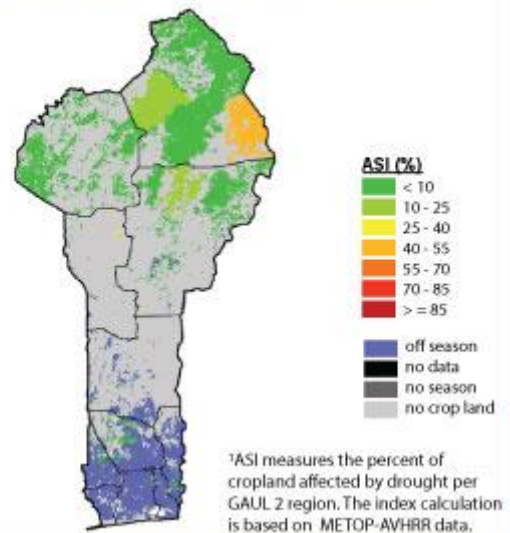 ASI (%)
< 10
10 - 25
25 - 40
40 - 55
55 - 70
70 - 85
> = 85
off season
no data
no season
no crop land
¹ASI measures the percent of
cropland affected by drought per
GAUL 2 region. The index calculation
is based on METOP-AVHRR data.